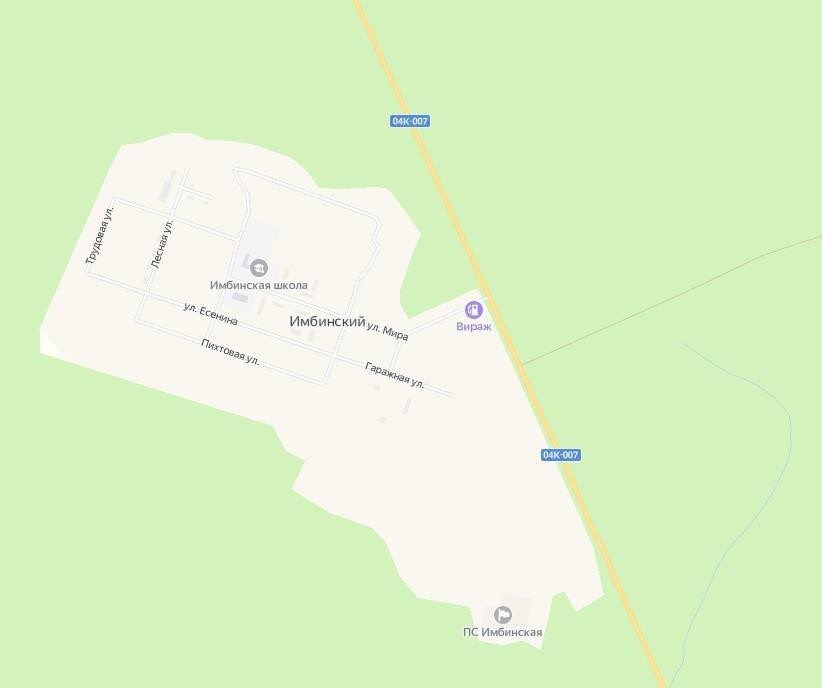 04К-007
Трудовая ул.
Лесная ул.
Имбинская школа
ул. Есенина
Имбинский
ул. Мира
Вираж
Пихтовая ул.
Гаражная ул.
04К-007
ПС Имбинская